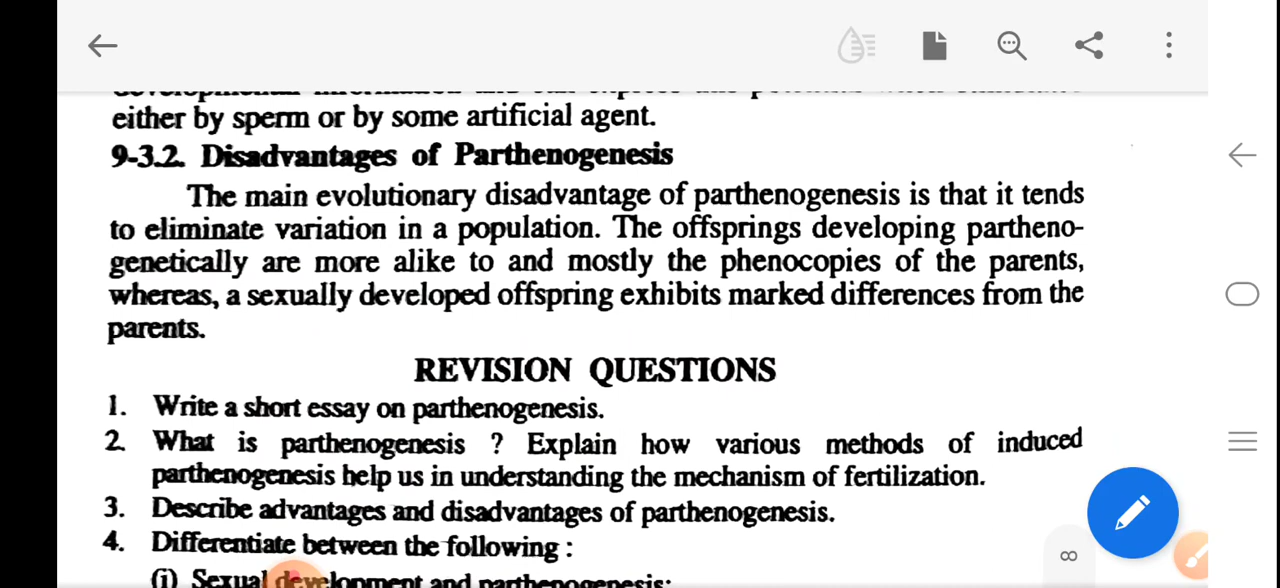 either by sperm or by some artificial agent.
9-3.2. Disadvantages of Parthenogenesis
The main evolutionary disadvantage of parthenogenesis is that it tends
to eliminate variation in a population. The offsprings developing partheno-
genetically are more alike to and mostly the phenocopies of the parents,
whereas, a sexually developed offspring exhibits marked differences from the
parents.
REVISION QUESTIONS
1. Write a short essay on parthenogenesis.
2. What is parthenogenesis ? Explain how various methods of induced
parthenogenesis help us in understanding the mechanism of fertilization.
3. Describe advantages and disadvantages of parthenogenesis.
4. Differentiate between the following :
(i) Sexual development and parthenogenesis: